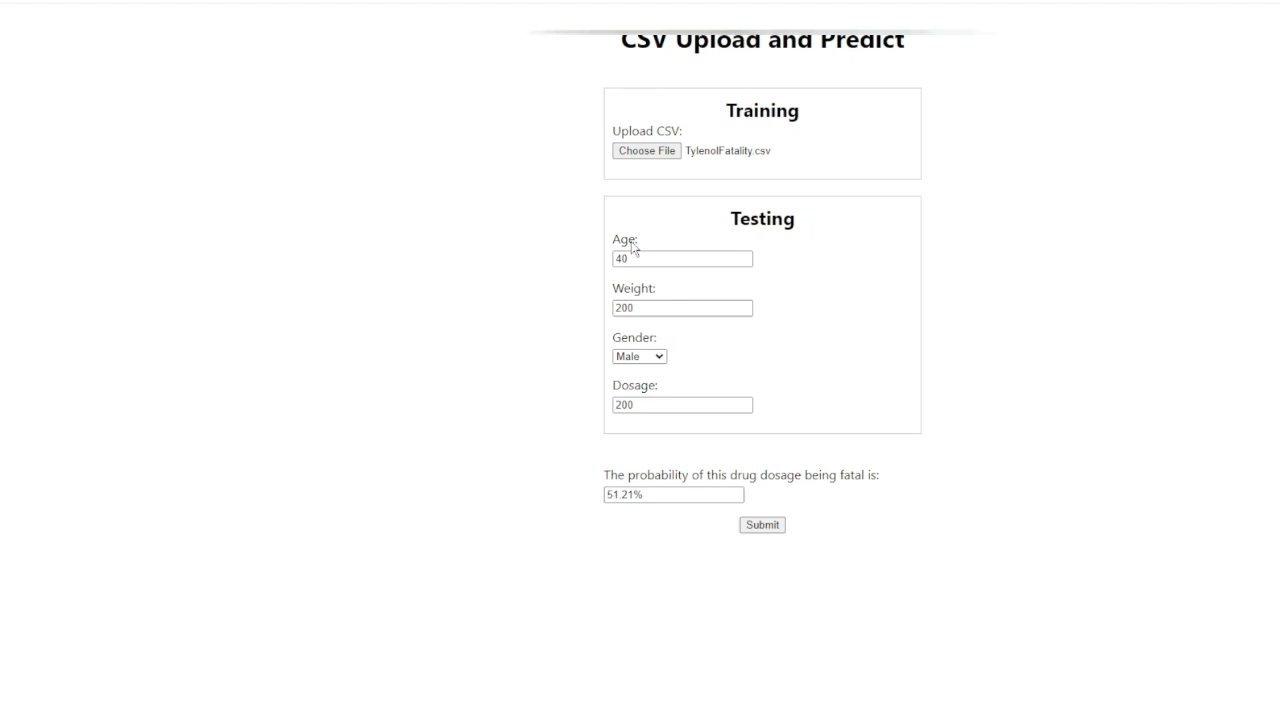 CSV Upload and Predict
Training
Upload CSV:
Choose File TylenolFatality.csv
Testing
Age:
40
Weight:
200
Gender:
Male
Dosage:
200
The probability of this drug dosage being fatal is:
51.21%
Submit